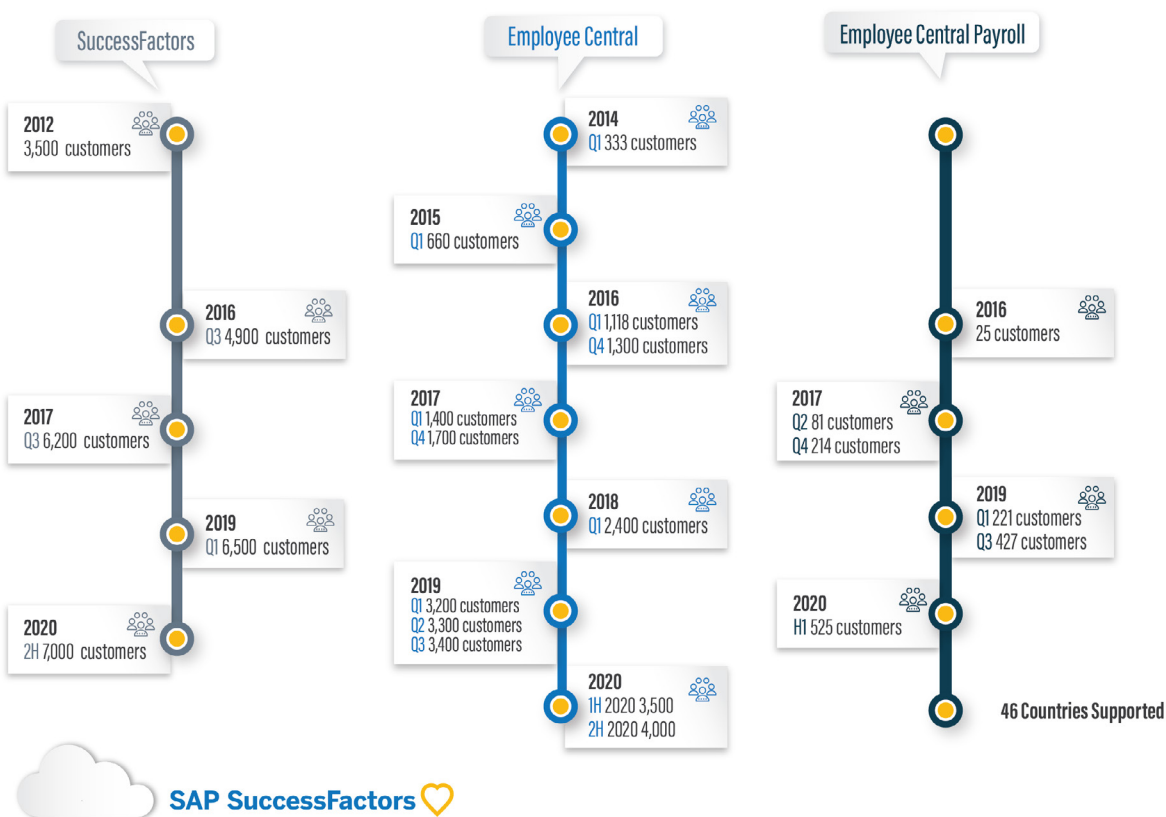 SuccessFactors
2012
3,500 customers
2016
Q3 4,900 customers
2017
Q3 6,200 customers
2019
Q1 6,500 customers
2020
2H 7,000 customers
Employee Central
2014
Q1 333 customers
2015
Q1 660 customers
2016
Q1 1,118 customers
Q4 1,300 customers
2017
Q1 1,400 customers
Q4 1,700 customers
2018
Q1 2,400 customers
2019
Q1 3,200 customers
Q2 3,300 customers
Q3 3,400 customers
2020
1H 2020 3,500
2H 2020 4,000
Employee Central Payroll
2016
25 customers
2017
Q2 81 customers
Q4 214 customers
2019
Q1 221 customers
Q3 427 customers
2020
H1 525 customers
46 Countries Supported
SAP SuccessFactors